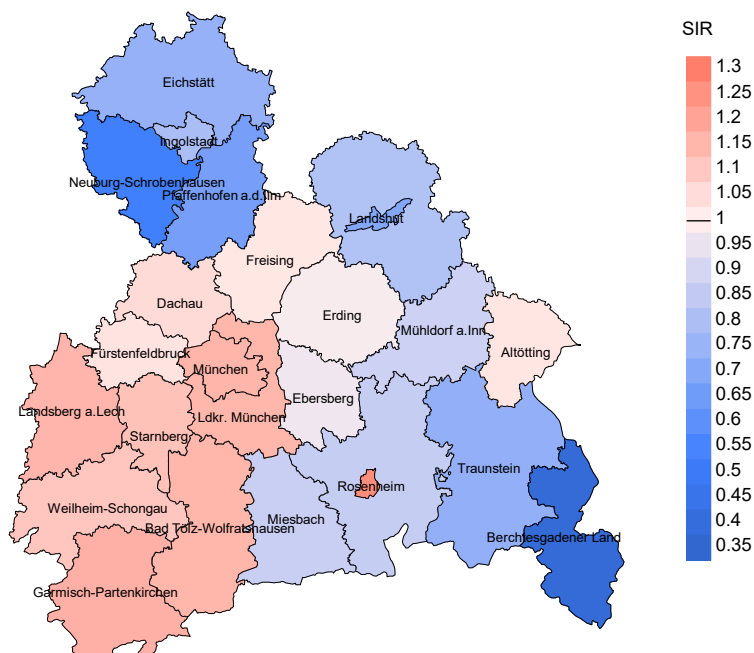 SIR
1.3
1.25
1.2
1.15
1.1
1.05
1
0.95
0.9
0.85
0.8
0.75
0.7
0.65
0.6
0.55
0.5
0.45
0.4
0.35
Eichstätt
Ingolstadt
Neuburg-Schrobenhausen
Pfaffenhofen a.d.Ilm
Landshut
Freising
Dachau
Erding
Mühldorf a.Inn
Fürstenfeldbruck
Altötting
München
Ebersberg
Landsberg a.Lech
Ldkr. München
Starnberg
Traunstein
Rosenheim
Weilheim-Schongau
Miesbach
Bad Tölz-Wolfratshausen
Berchtesgadener Land
Garmisch-Partenkirchen